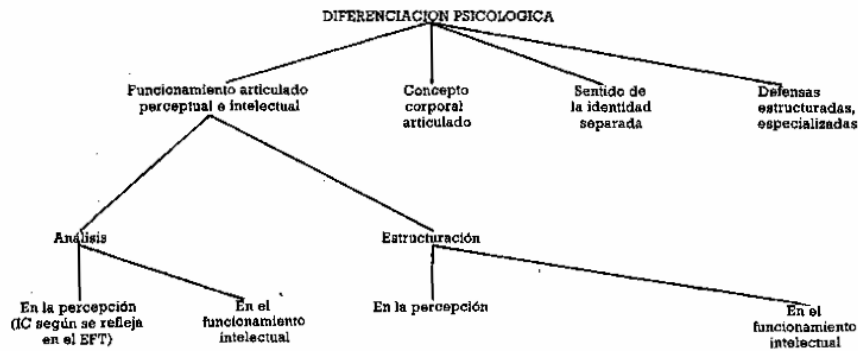 DIFERENCIACION PSICOLOGICA
Funcionamiento articulado
perceptual e intelectual
Concepto
corporal
articulado
Sentido de
la identidad
separada
Defensas
estructuradas,
especializadas
Análisis
Estructuración
En la percepción
(IC según se refleja
en el EFT)
En el
funcionamiento
intelectual
En la percepción
En el
funcionamiento
intelectual